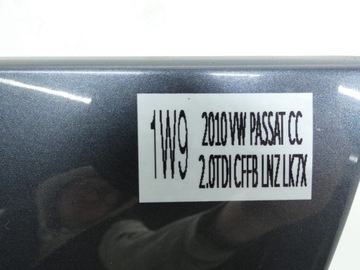 1W9
2010 VW PASSAT CC
2.0TDI CFFB LNZ LK7X